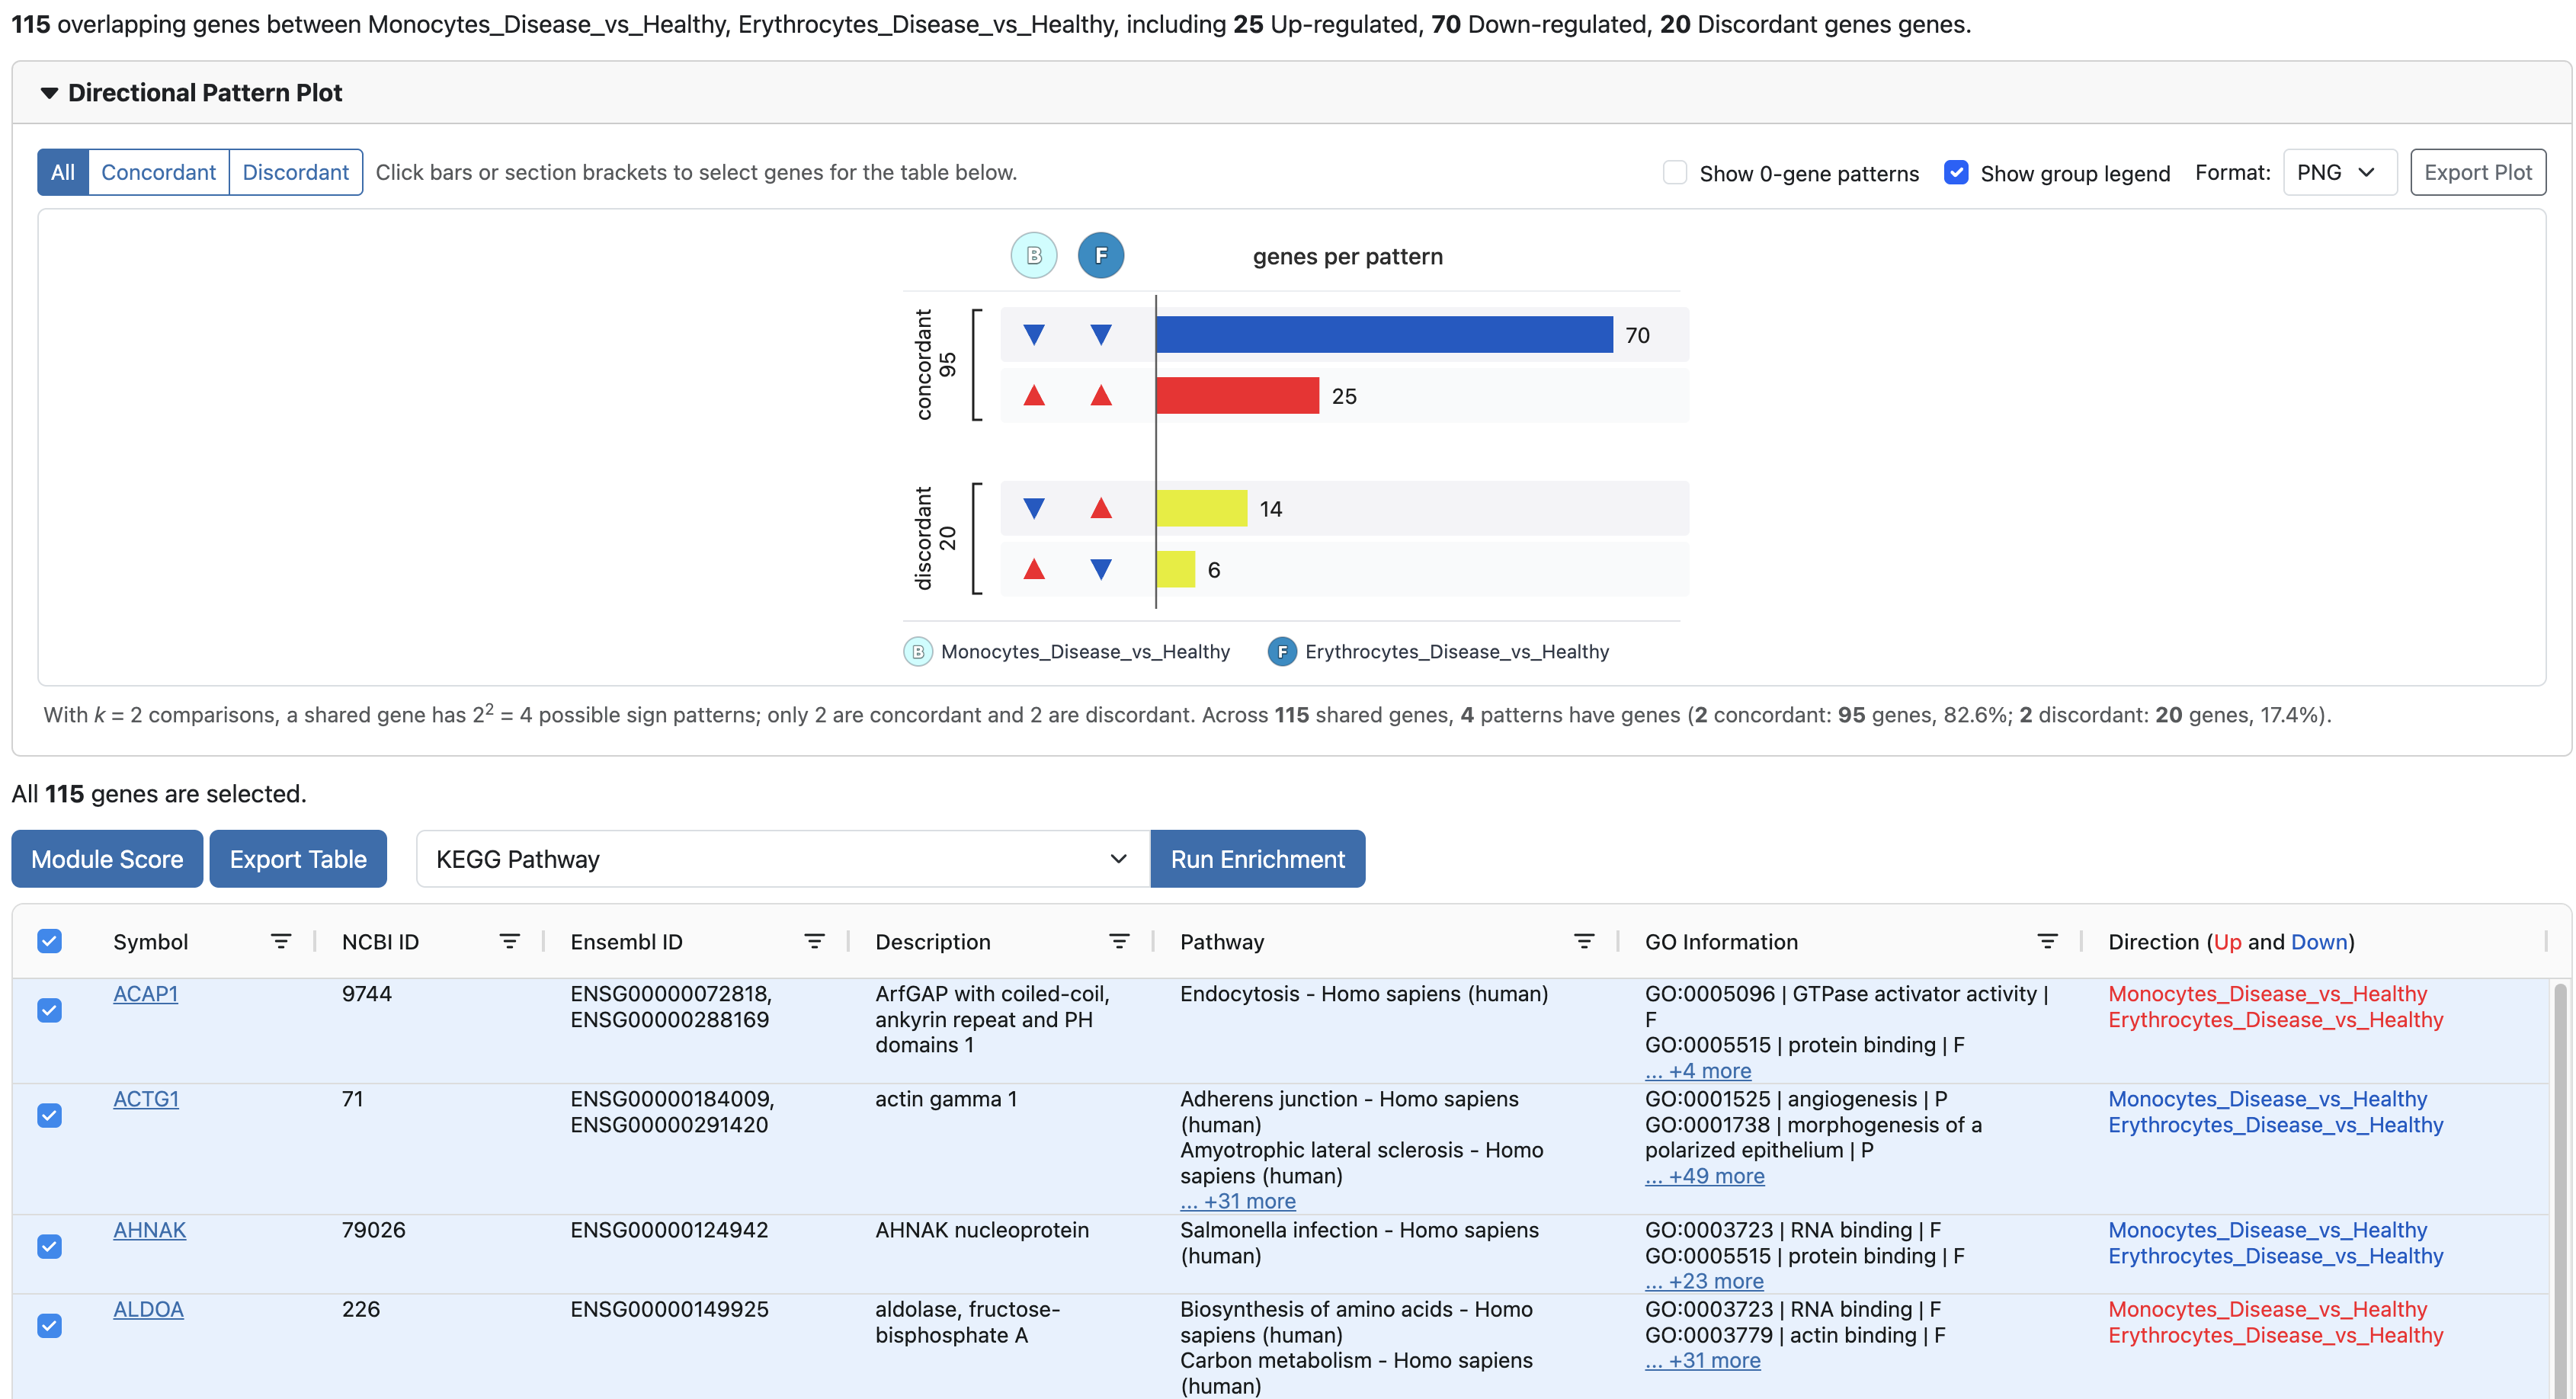 115 overlapping genes between Monocytes_Disease_vs_Healthy, Erythrocytes_Disease_vs_Healthy, including 25 Up-regulated, 70 Down-regulated, 20 Discordant genes genes.
Directional Pattern Plot
All Concordant Discordant Click bars or section brackets to select genes for the table below. Show 0-gene patterns Show group legend Format: PNG Export Plot
B F genes per pattern
concordant
95
70
25
discordant
20
14
6
B Monocytes_Disease_vs_Healthy F Erythrocytes_Disease_vs_Healthy
With k = 2 comparisons, a shared gene has 2² = 4 possible sign patterns; only 2 are concordant and 2 are discordant. Across 115 shared genes, 4 patterns have genes (2 concordant: 95 genes, 82.6%; 2 discordant: 20 genes, 17.4%).
All 115 genes are selected.
Module Score Export Table KEGG Pathway Run Enrichment
Symbol NCBI ID Ensembl ID Description Pathway GO Information Direction (Up and Down)
ACAP1
9744
ENSG00000072818,
ENSG00000288169
ArfGAP with coiled-coil,
ankyrin repeat and PH
domains 1
Endocytosis - Homo sapiens (human)
GO:0005096 | GTPase activator activity |
F
GO:0005515 | protein binding | F
... +4 more
Monocytes_Disease_vs_Healthy
Erythrocytes_Disease_vs_Healthy
ACTG1
71
ENSG00000184009,
ENSG00000291420
actin gamma 1
Adherens junction - Homo sapiens
(human)
Amyotrophic lateral sclerosis - Homo
sapiens (human)
... +31 more
GO:0001525 | angiogenesis | P
GO:0001738 | morphogenesis of a
polarized epithelium | P
... +49 more
Monocytes_Disease_vs_Healthy
Erythrocytes_Disease_vs_Healthy
AHNAK
79026
ENSG00000124942
AHNAK nucleoprotein
Salmonella infection - Homo sapiens
(human)
GO:0003723 | RNA binding | F
GO:0005515 | protein binding | F
... +23 more
Monocytes_Disease_vs_Healthy
Erythrocytes_Disease_vs_Healthy
ALDOA
226
ENSG00000149925
aldolase, fructose-
bisphosphate A
Biosynthesis of amino acids - Homo
sapiens (human)
Carbon metabolism - Homo sapiens
(human)
GO:0003723 | RNA binding | F
GO:0003779 | actin binding | F
... +31 more
Monocytes_Disease_vs_Healthy
Erythrocytes_Disease_vs_Healthy